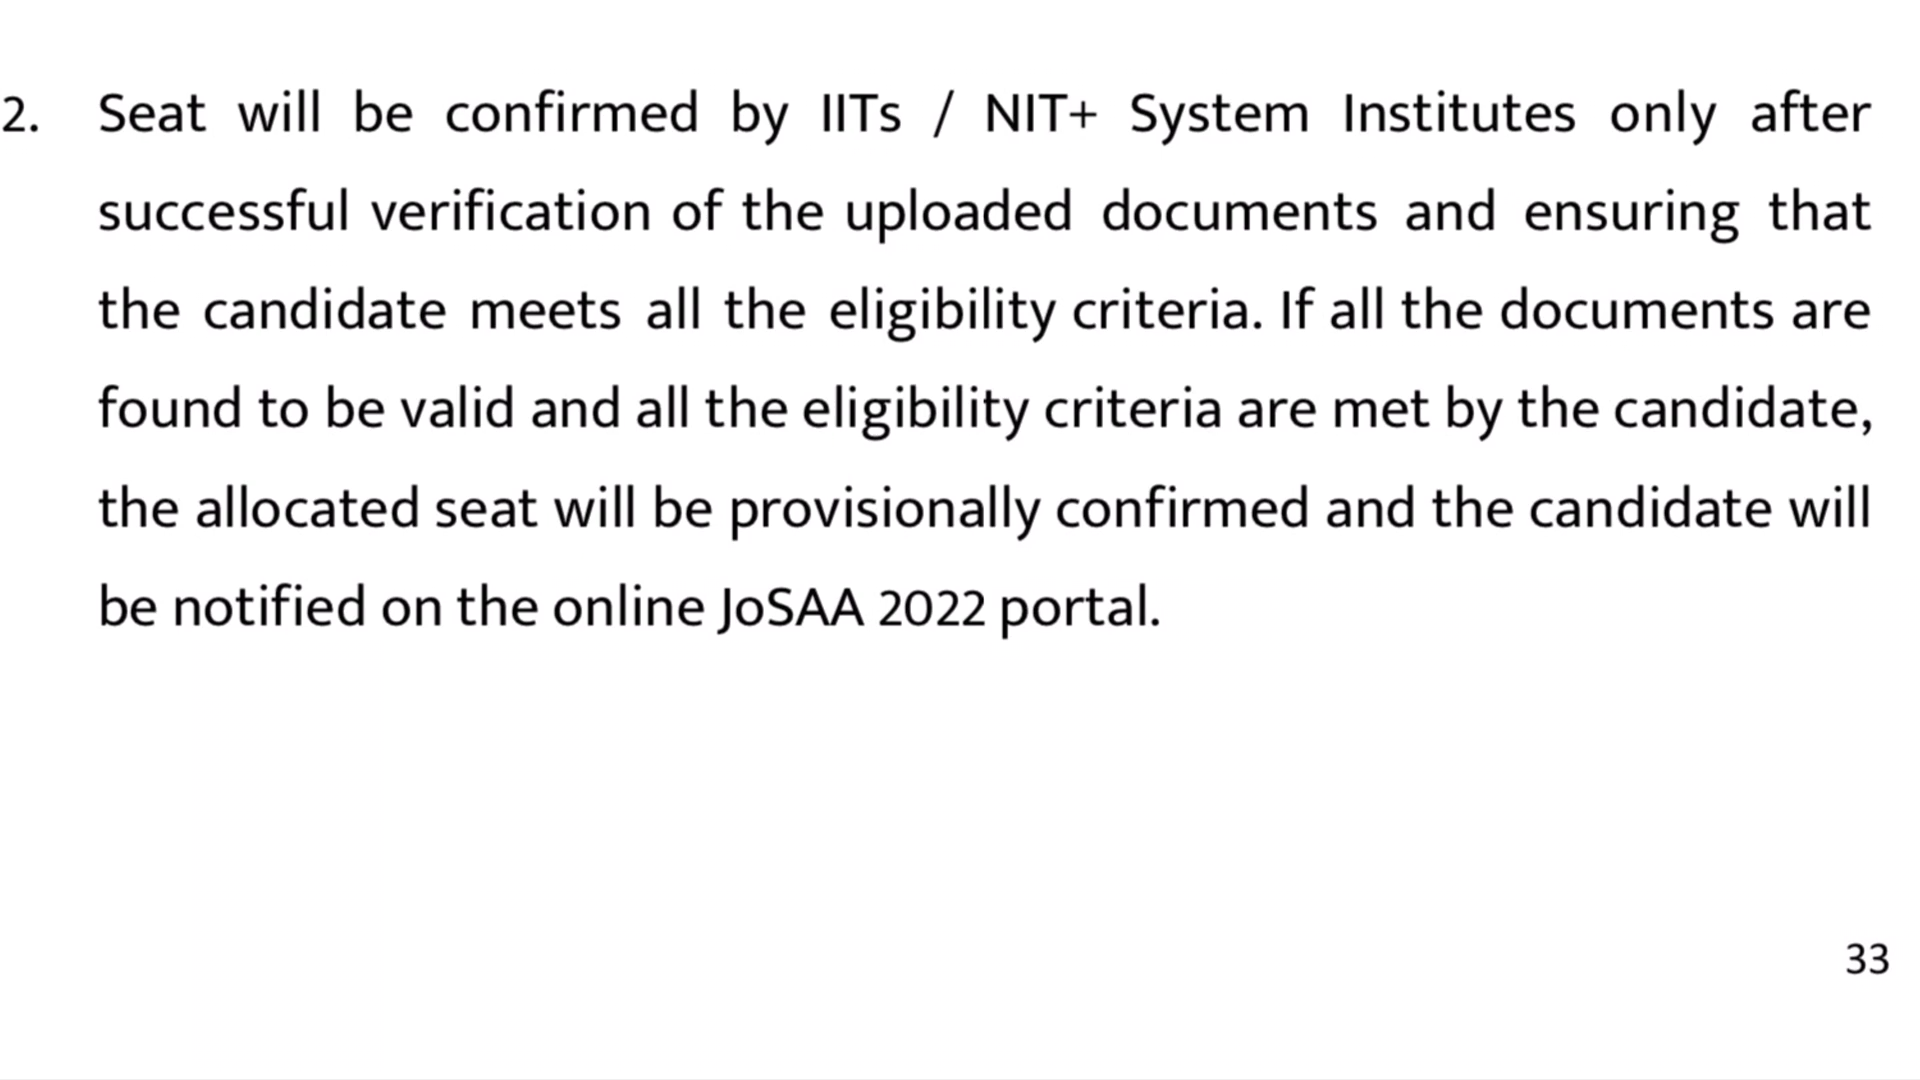 2. Seat will be confirmed by IITs / NIT+ System Institutes only after
successful verification of the uploaded documents and ensuring that
the candidate meets all the eligibility criteria. If all the documents are
found to be valid and all the eligibility criteria are met by the candidate,
the allocated seat will be provisionally confirmed and the candidate will
be notified on the online JoSAA 2022 portal.
33